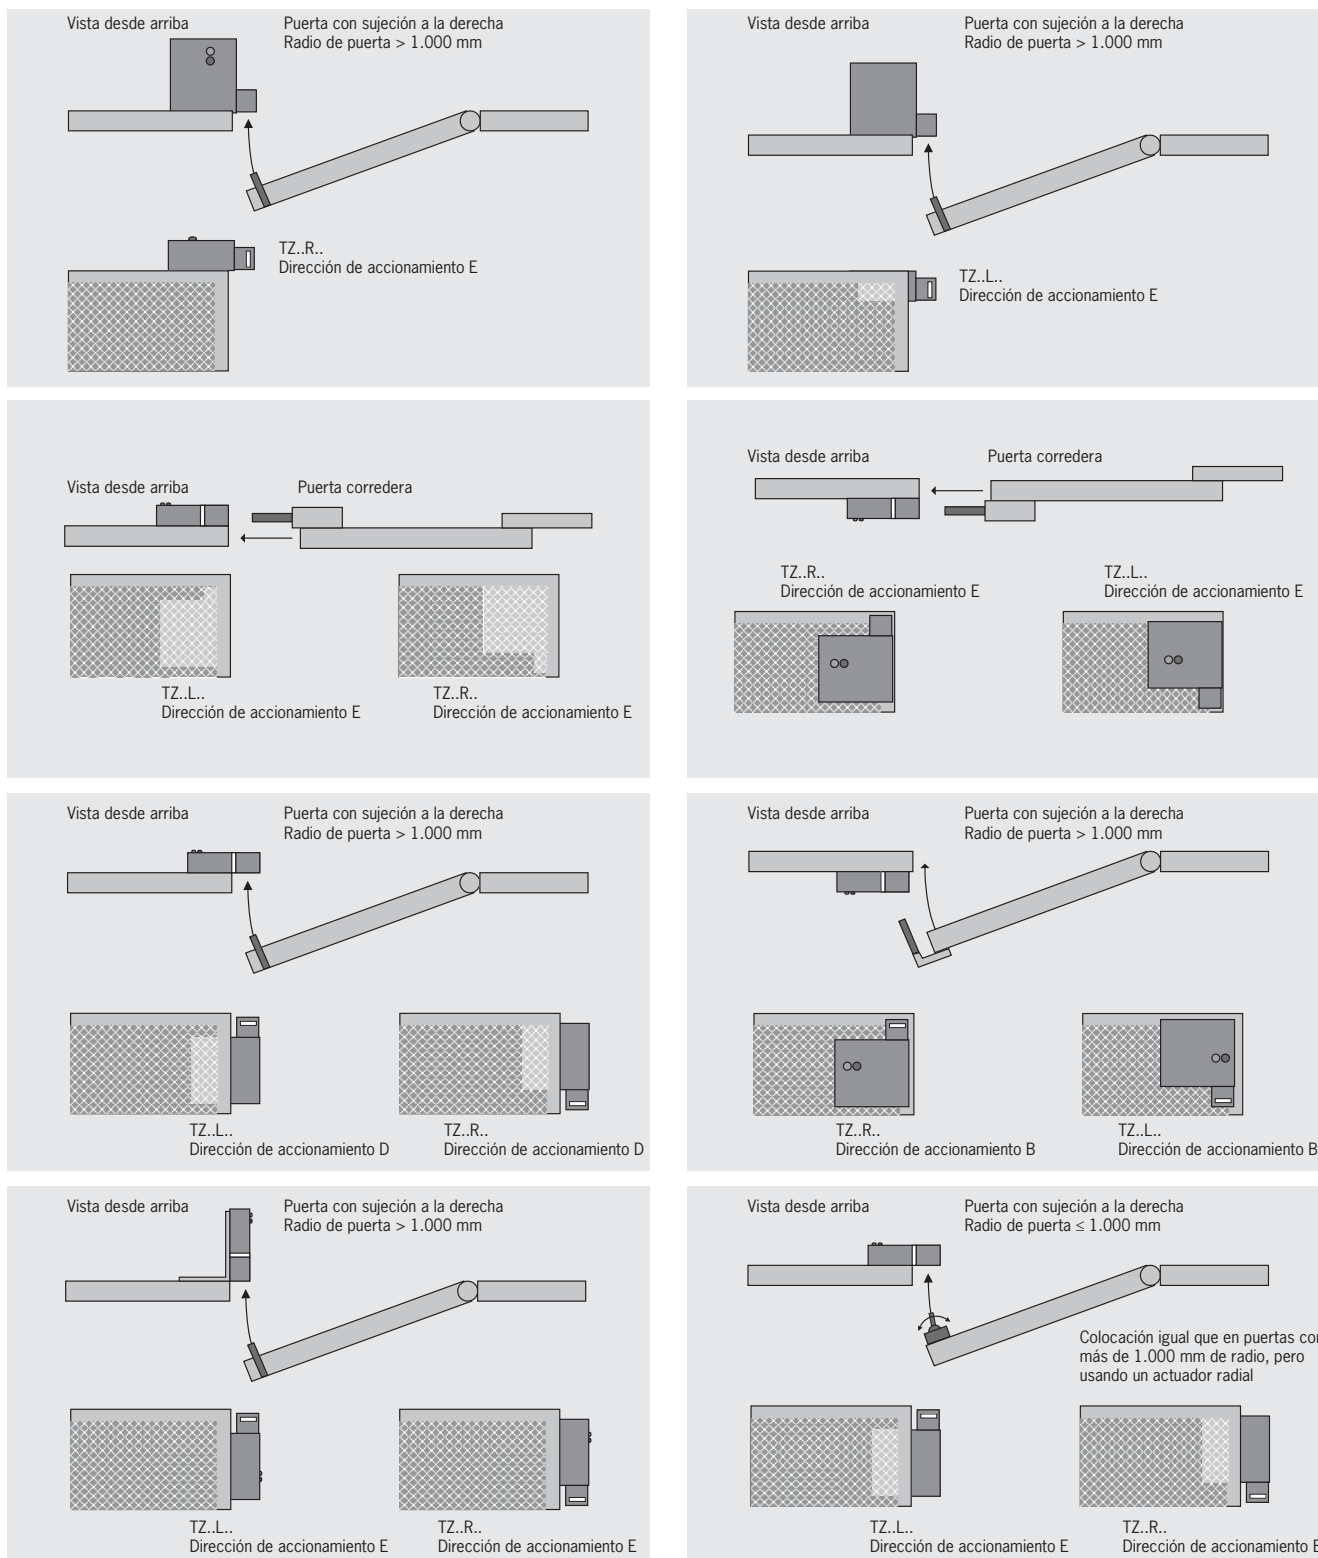 Vista desde arriba
Puerta con sujeción a la derecha
Radio de puerta > 1.000 mm
TZ..R..
Dirección de accionamiento E
Vista desde arriba
Puerta con sujeción a la derecha
Radio de puerta > 1.000 mm
TZ..L..
Dirección de accionamiento E
Vista desde arriba
Puerta corredera
TZ..L..
Dirección de accionamiento E
TZ..R..
Dirección de accionamiento E
Vista desde arriba
Puerta corredera
TZ..R..
Dirección de accionamiento E
TZ..L..
Dirección de accionamiento E
Vista desde arriba
Puerta con sujeción a la derecha
Radio de puerta > 1.000 mm
TZ..L..
Dirección de accionamiento D
TZ..R..
Dirección de accionamiento D
Vista desde arriba
Puerta con sujeción a la derecha
Radio de puerta > 1.000 mm
TZ..R..
Dirección de accionamiento B
TZ..L..
Dirección de accionamiento B
Vista desde arriba
Puerta con sujeción a la derecha
Radio de puerta > 1.000 mm
TZ..L..
Dirección de accionamiento E
TZ..R..
Dirección de accionamiento E
Vista desde arriba
Puerta con sujeción a la derecha
Radio de puerta ≤ 1.000 mm
Colocación igual que en puertas
más de 1.000 mm de radio, pero
usando un actuador radial
TZ..L..
Dirección de accionamiento E
TZ..R..
Dirección de accionamiento